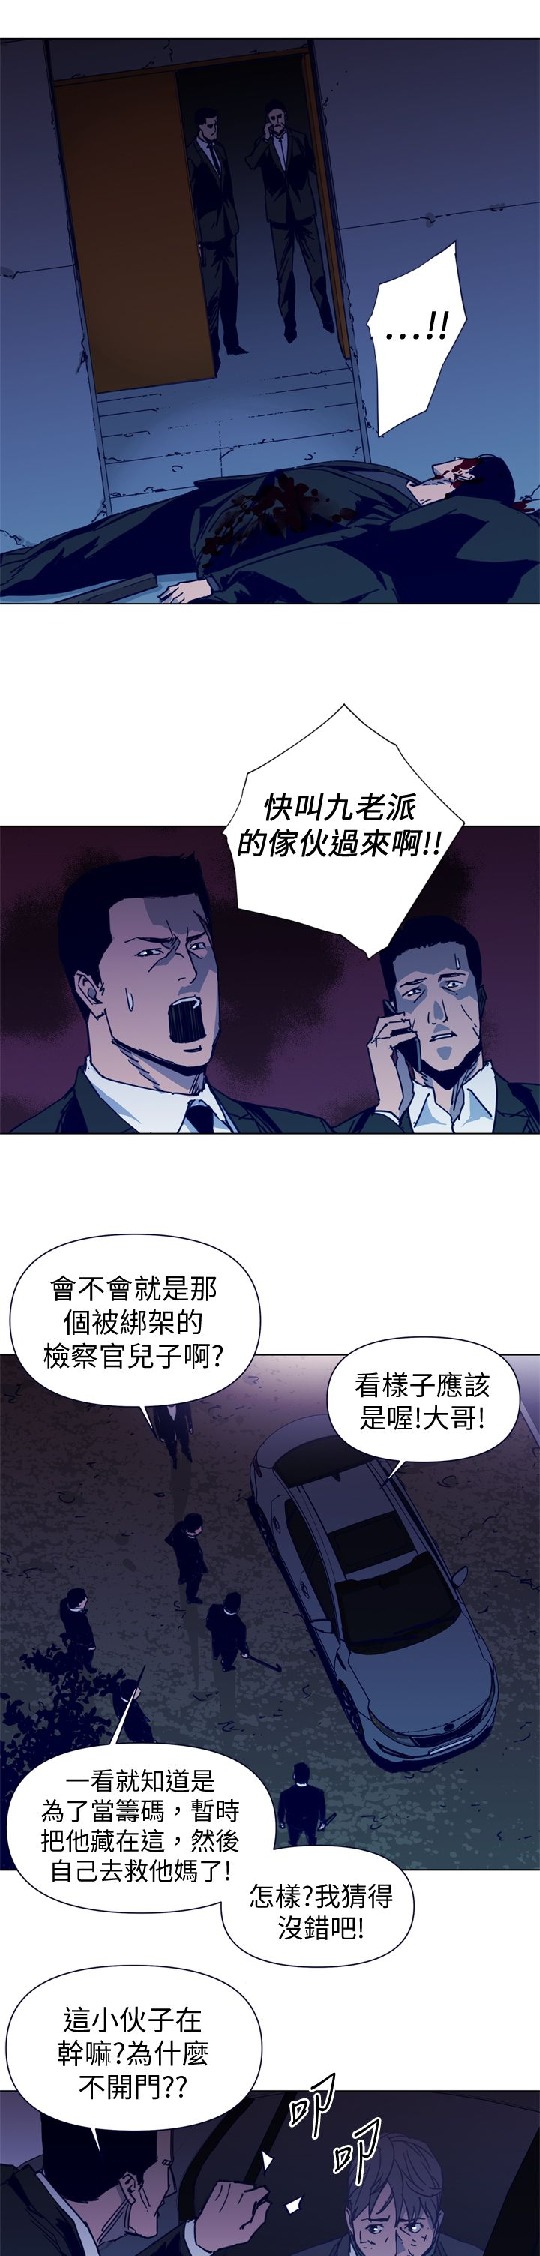 ...!!
快叫九老派
的傢伙過來啊!!
會不會就是那
個被綁架的
檢察官兒子啊?
看樣子應該
是喔!大哥!
一看就知道是
為了當籌碼，暫時
把他藏在這，然後
自己去救他媽了!
怎樣?我猜得
沒錯吧!
這小伙子在
幹嘛?為什麼
不開門??
叩
叩